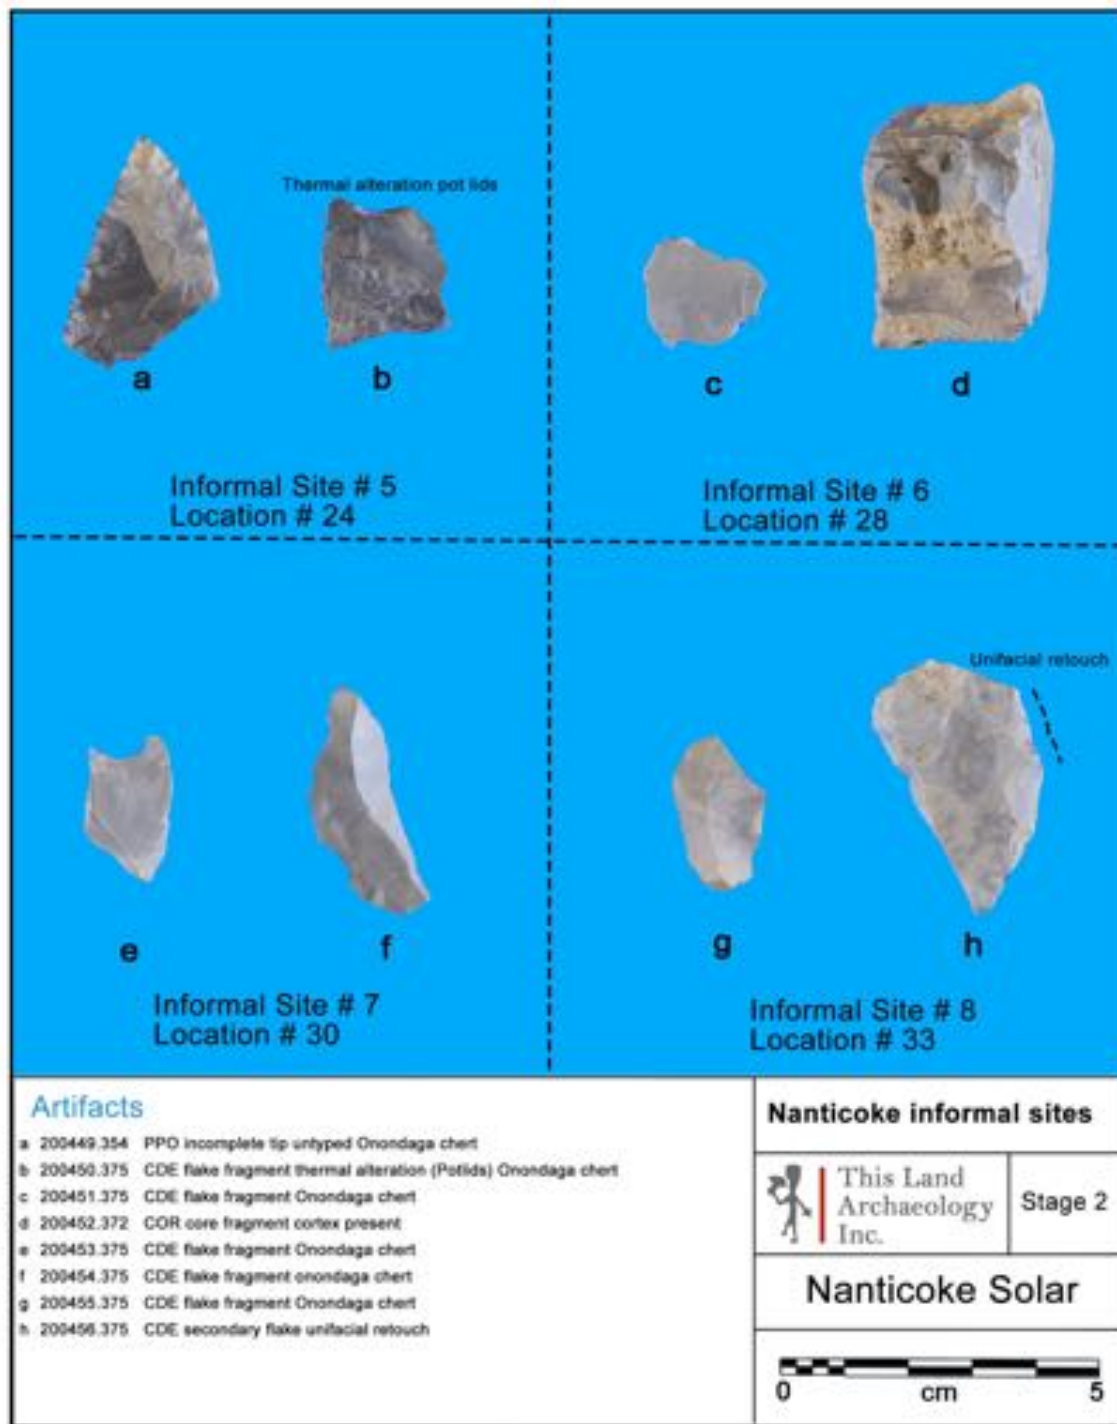 Thermal alteration pot lids
a
b
Informal Site # 5
Location # 24
c
d
Informal Site # 6
Location # 28
e
f
Informal Site # 7
Location # 30
Unifacial retouch
g
h
Informal Site # 8
Location # 33
Artifacts
a 200449.354 PPO incomplete tip untyped Onondaga chert
b 200450.375 CDE flake fragment thermal alteration (Potlids) Onondaga chert
c 200451.375 CDE flake fragment Onondaga chert
d 200452.372 COR core fragment cortex present
e 200453.375 CDE flake fragment Onondaga chert
f 200454.375 CDE flake fragment onondaga chert
g 200455.375 CDE flake fragment Onondaga chert
h 200456.375 CDE secondary flake unifacial retouch
Nanticoke informal sites
This Land
Archaeology
Inc.
Stage 2
Nanticoke Solar
0 cm 5